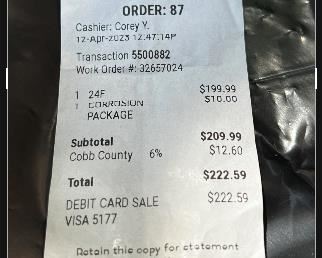 ORDER: 87
Cashier: Corey Y.
12-Apr-2023 12:47:14P
Transaction 5500882
Work Order #: 32657024
1 24F $199.99
1 CORROSION $10.00
PACKAGE
Subtotal $209.99
Cobb County 6% $12.60
Total $222.59
DEBIT CARD SALE $222.59
VISA 5177
Retain this copy for statement